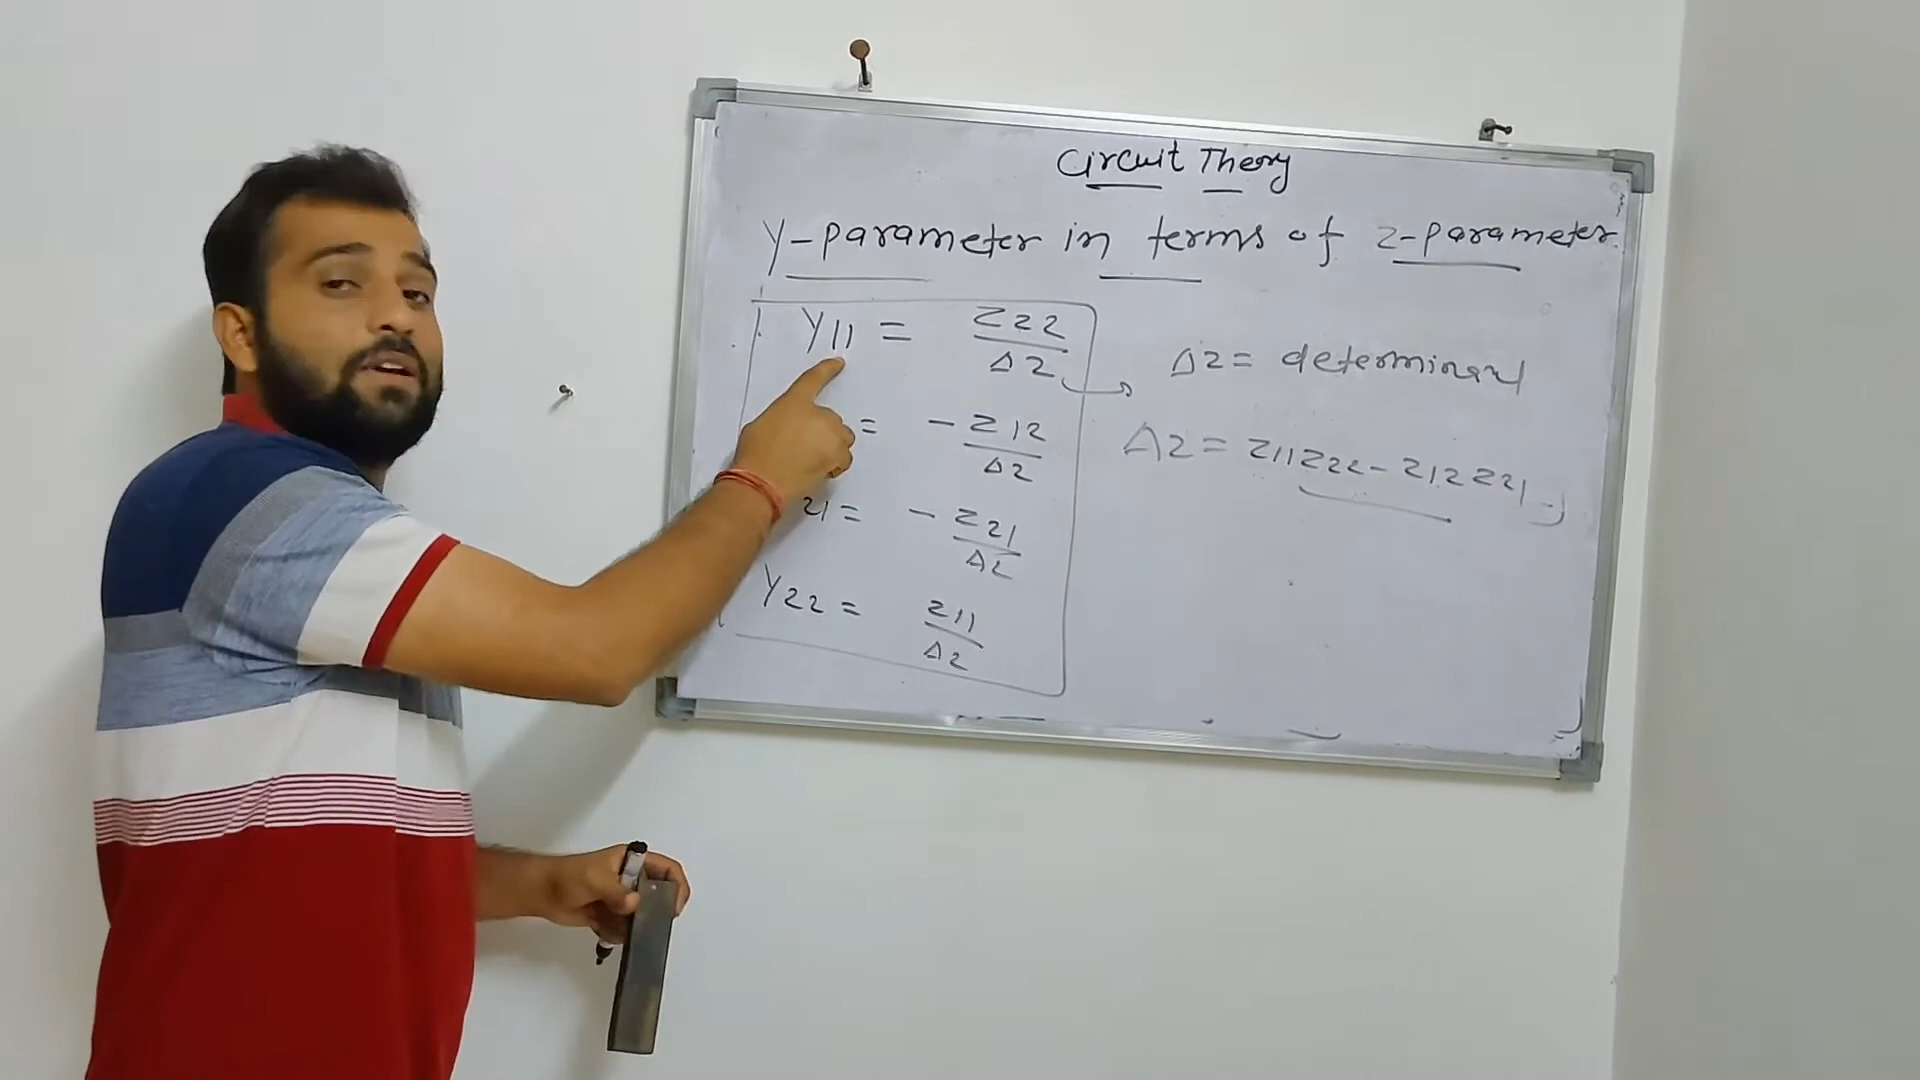 Circuit Theory
Y-parameter in terms of z-parameter
Y11 = Z22 / Δz
Δz = determinant
= - Z12 / Δz
Δz = z11z22 - z12z21
21 = - z21 / Δz
Y22 = z11 / Δz